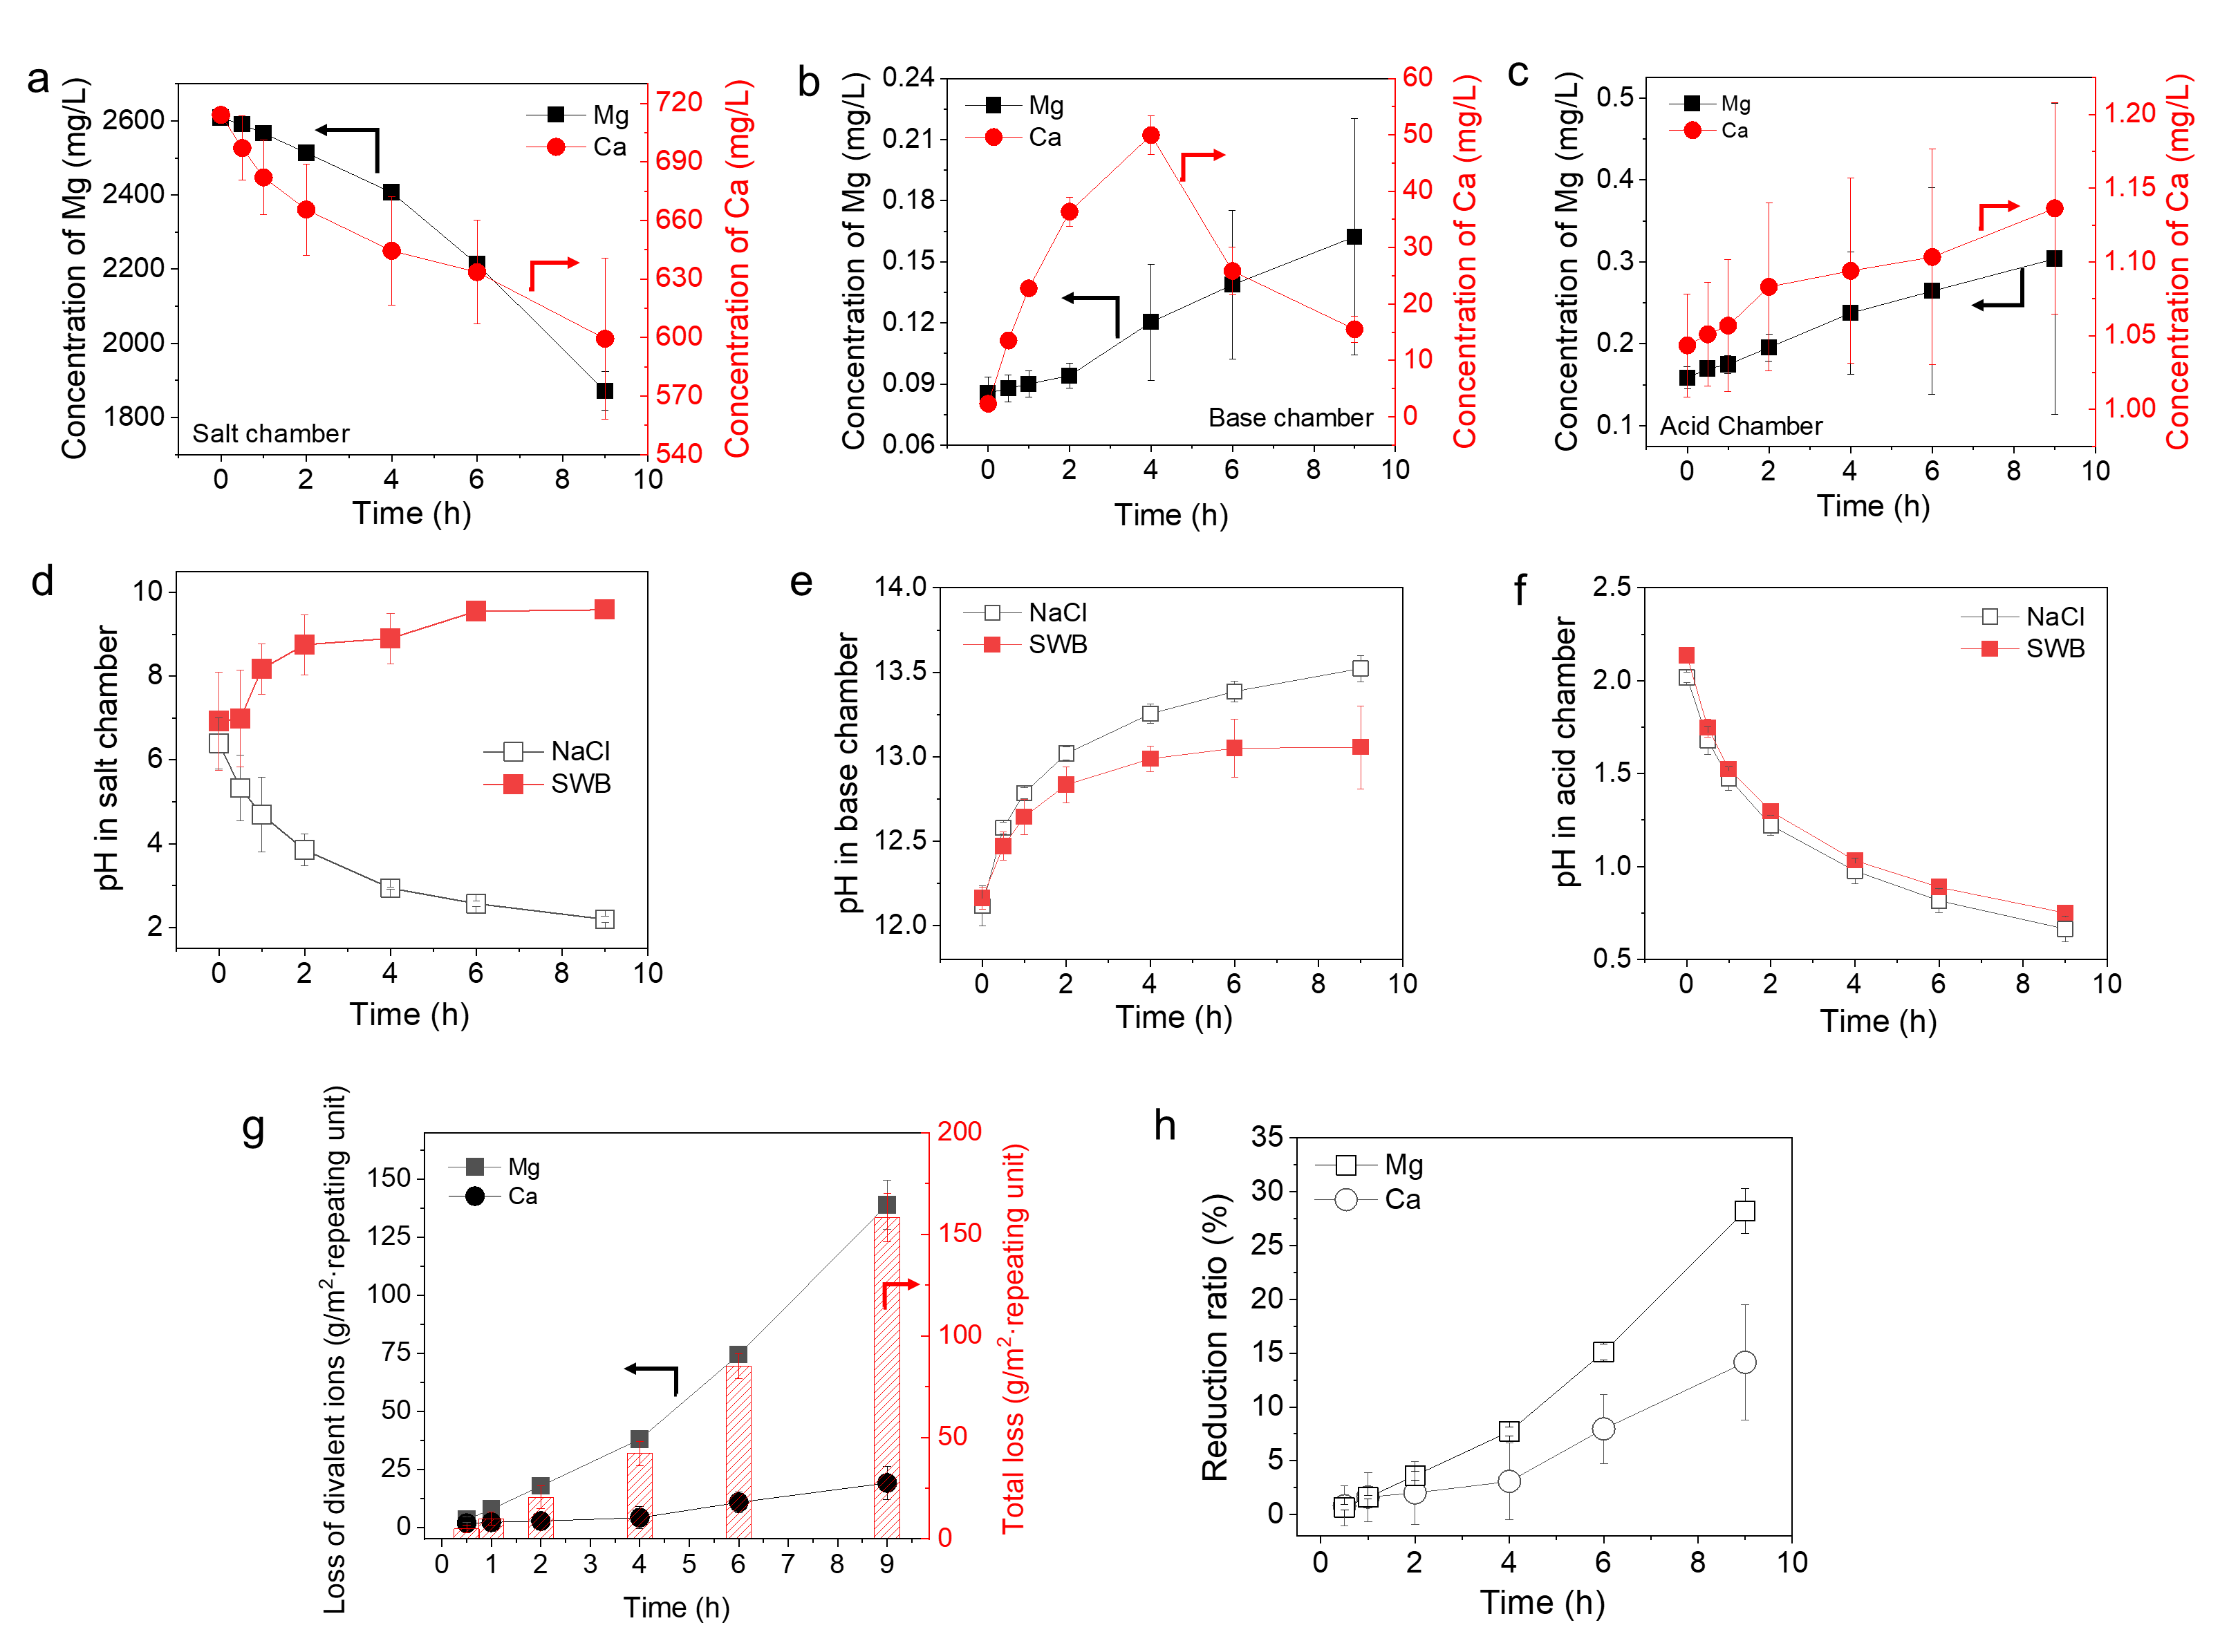 a
Concentration of Mg (mg/L)
2600
2400
2200
2000
1800
Mg
Ca
Salt chamber
720
690
660
630
600
570
540
Concentration of Ca (mg/L)
0 2 4 6 8 10
Time (h)
b
Concentration of Mg (mg/L)
0.24
0.21
0.18
0.15
0.12
0.09
0.06
Mg
Ca
Base chamber
60
50
40
30
20
10
0
Concentration of Ca (mg/L)
0 2 4 6 8 10
Time (h)
c
Concentration of Mg (mg/L)
0.5
0.4
0.3
0.2
0.1
Mg
Ca
Acid Chamber
1.20
1.15
1.10
1.05
1.00
Concentration of Ca (mg/L)
0 2 4 6 8 10
Time (h)
d
pH in salt chamber
10
8
6
4
2
NaCl
SWB
0 2 4 6 8 10
Time (h)
e
pH in base chamber
14.0
13.5
13.0
12.5
12.0
NaCl
SWB
0 2 4 6 8 10
Time (h)
f
pH in acid chamber
2.5
2.0
1.5
1.0
0.5
NaCl
SWB
0 2 4 6 8 10
Time (h)
g
Loss of divalent ions (g/m²·repeating unit)
150
125
100
75
50
25
0
Mg
Ca
200
150
100
50
0
Total loss (g/m²·repeating unit)
0 1 2 3 4 5 6 7 8 9
Time (h)
h
Reduction ratio (%)
35
30
25
20
15
10
5
0
Mg
Ca
0 2 4 6 8 10
Time (h)